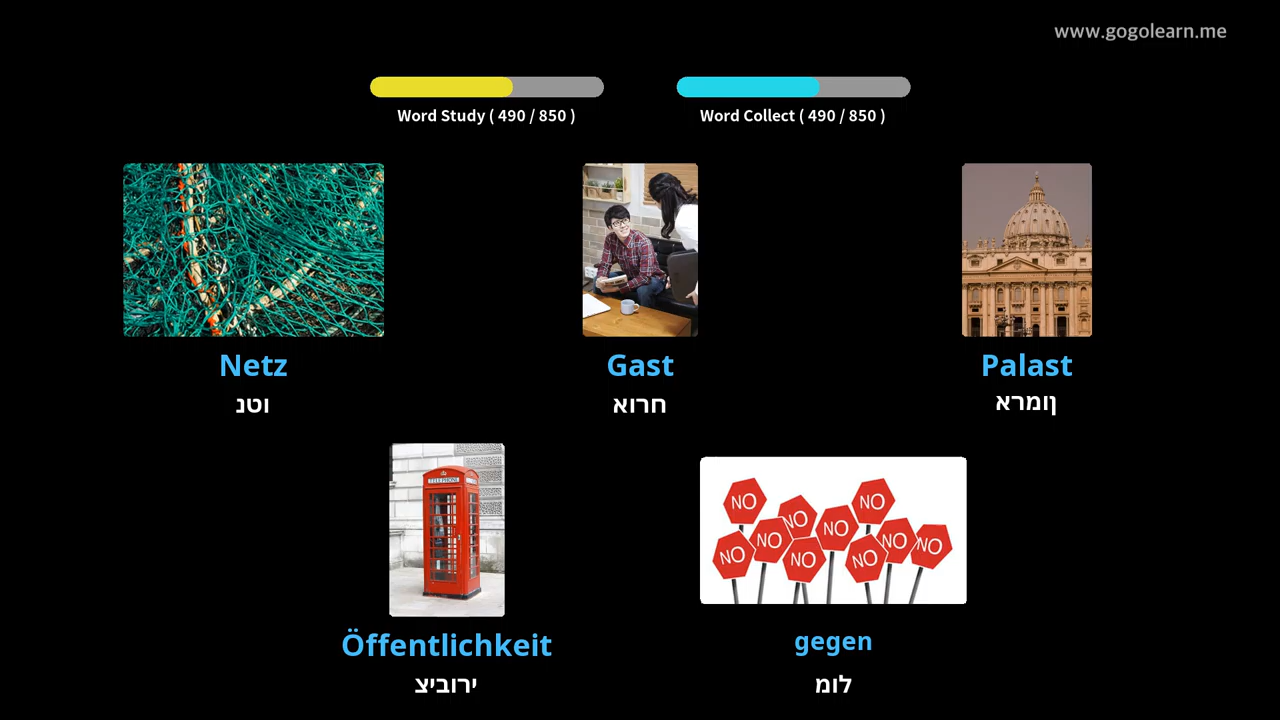 www.gogolearn.me
Word Study ( 490 / 850 )
Word Collect ( 490 / 850 )
Netz
וטנ
Gast
חרוא
Palast
ןומרא
TELEPHONE
NO
NO
NO
NO
NO
NO
NO
NO
NO
NO
Öffentlichkeit
ירוביצ
gegen
לומ